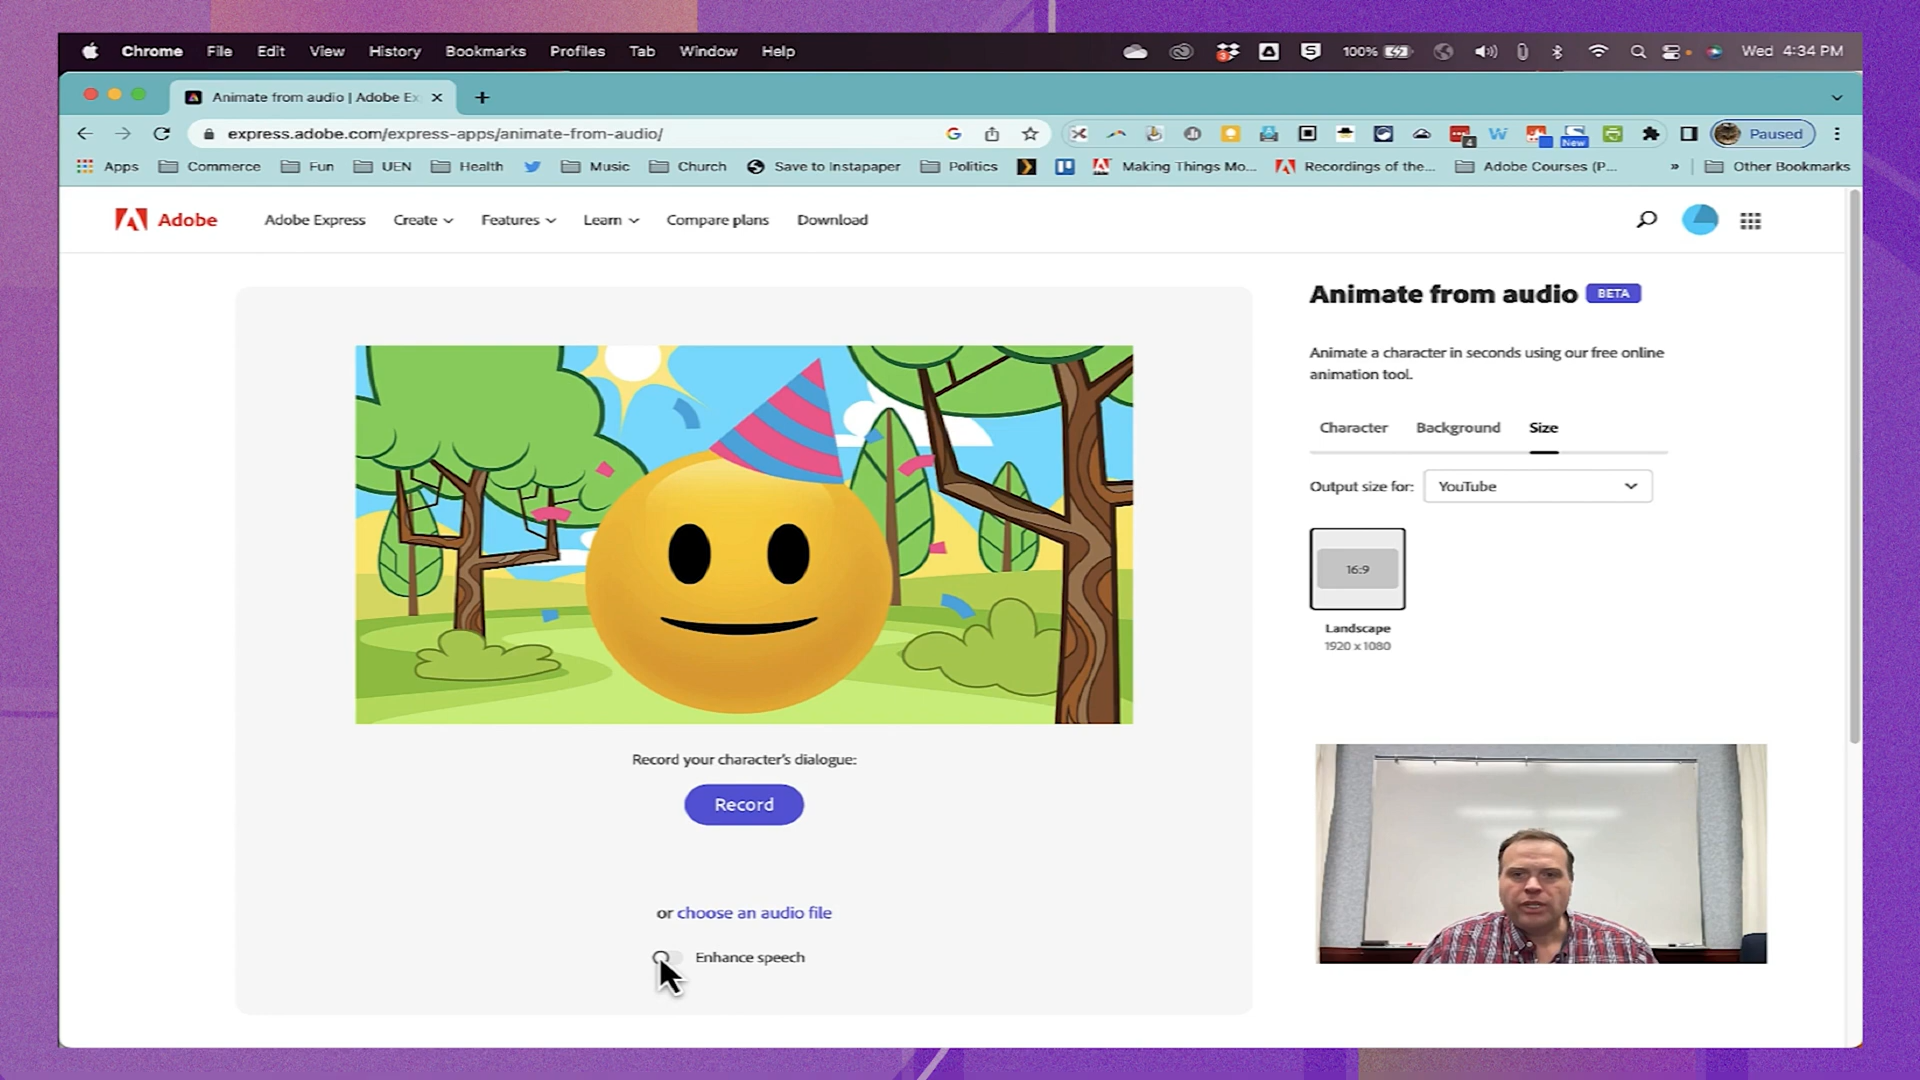 Chrome File Edit View History Bookmarks Profiles Tab Window Help 3 100% Wed 4:34 PM
Animate from audio | Adobe Ex
express.adobe.com/express-apps/animate-from-audio/ 4 New Paused
Apps Commerce Fun UEN Health Music Church Save to Instapaper Politics Making Things Mo... Recordings of the... Adobe Courses (P... » Other Bookmarks
Adobe Adobe Express Create Features Learn Compare plans Download
Animate from audio BETA
Animate a character in seconds using our free online
animation tool.
Character Background Size
Output size for: YouTube
16:9
Landscape
1920 x 1080
Record your character's dialogue:
Record
or choose an audio file
Enhance speech